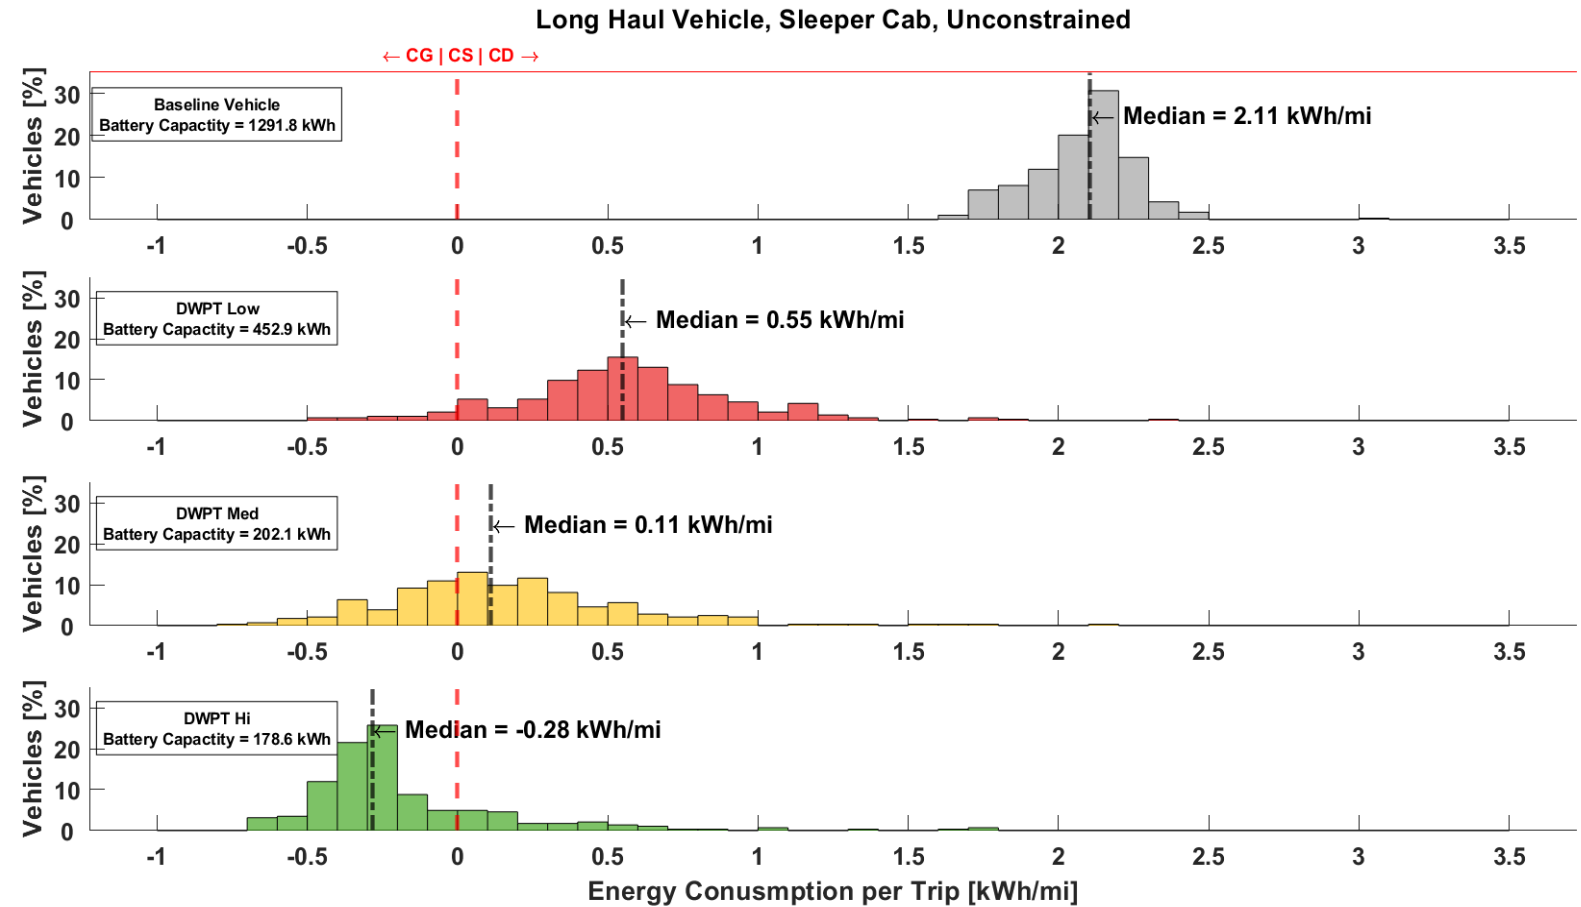 Long Haul Vehicle, Sleeper Cab, Unconstrained
← CG | CS | CD →
Vehicles [%]
30
20
10
0
Baseline Vehicle
Battery Capactity = 1291.8 kWh
← Median = 2.11 kWh/mi
-1 -0.5 0 0.5 1 1.5 2 2.5 3 3.5
Vehicles [%]
30
20
10
0
DWPT Low
Battery Capactity = 452.9 kWh
← Median = 0.55 kWh/mi
-1 -0.5 0 0.5 1 1.5 2 2.5 3 3.5
Vehicles [%]
30
20
10
0
DWPT Med
Battery Capactity = 202.1 kWh
← Median = 0.11 kWh/mi
-1 -0.5 0 0.5 1 1.5 2 2.5 3 3.5
Vehicles [%]
30
20
10
0
DWPT Hi
Battery Capactity = 178.6 kWh
← Median = -0.28 kWh/mi
-1 -0.5 0 0.5 1 1.5 2 2.5 3 3.5
Energy Conusmption per Trip [kWh/mi]